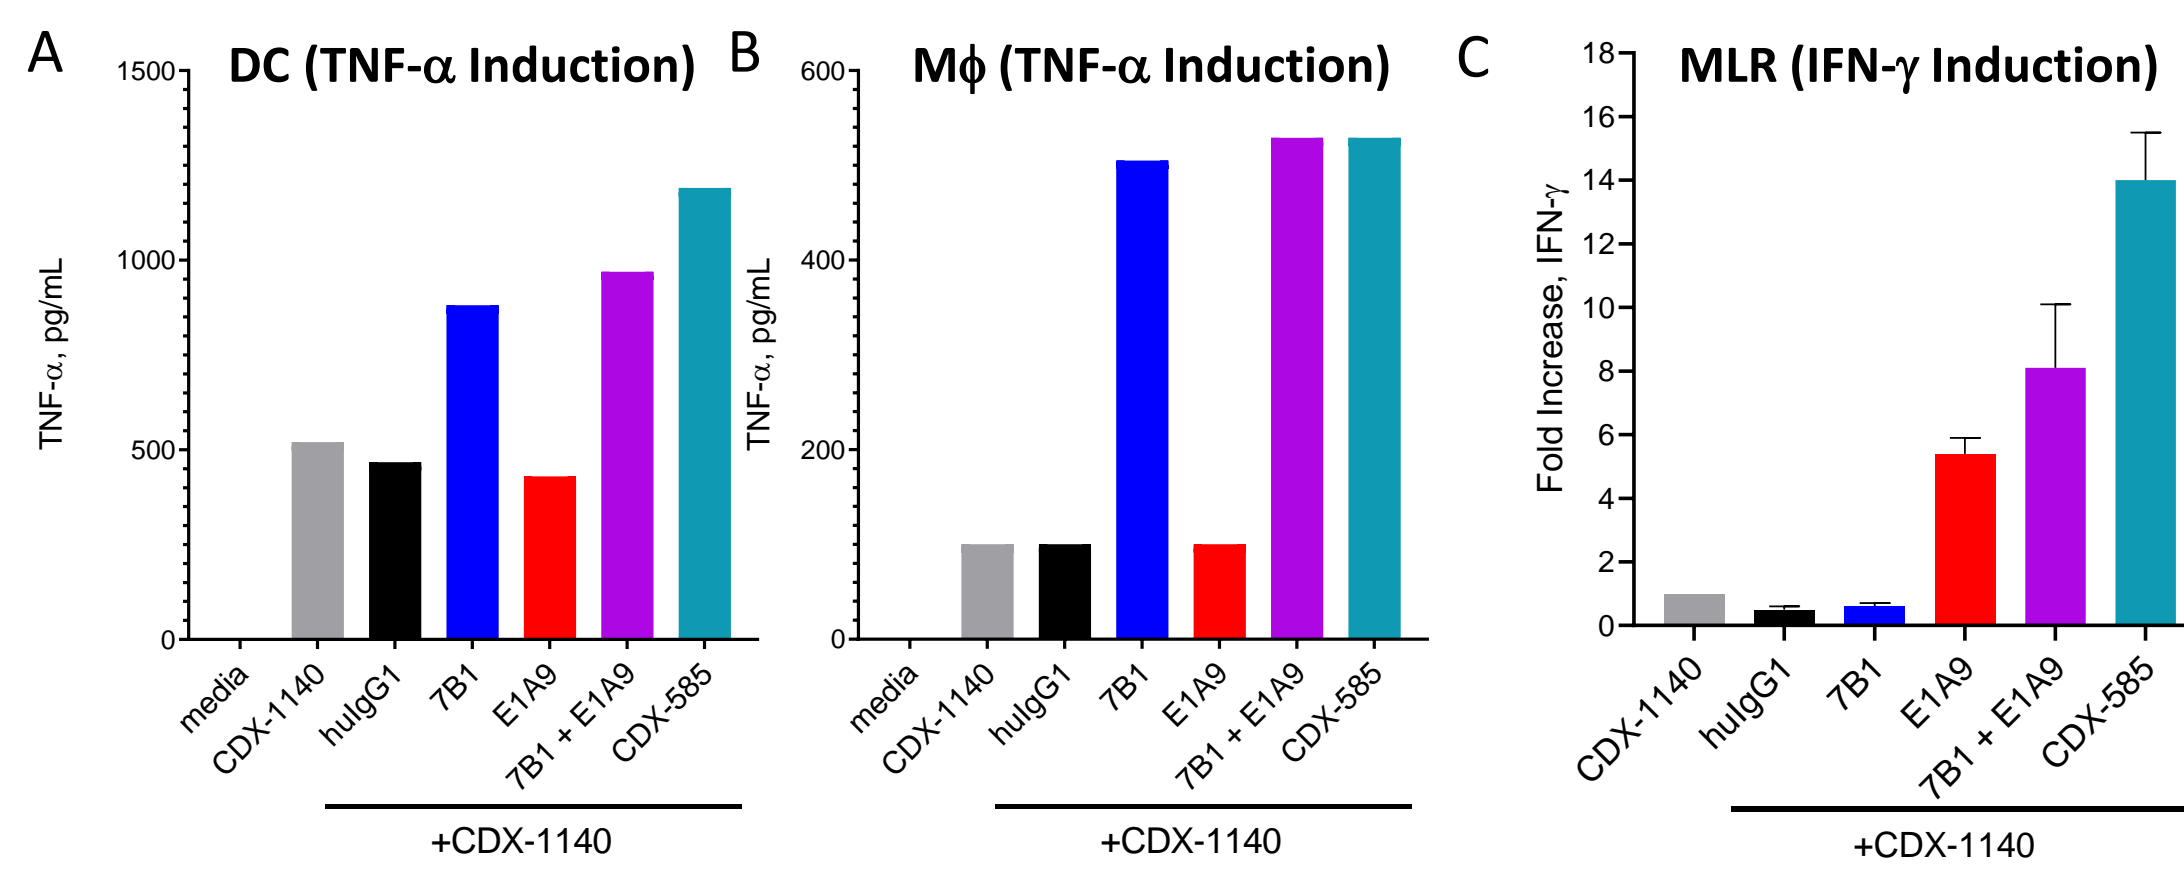 A
DC (TNF-α Induction)
1500
1000
500
0
TNF-α, pg/mL
media
CDX-1140
huIgG1
7B1
E1A9
7B1 + E1A9
CDX-585
+CDX-1140
B
Mϕ (TNF-α Induction)
600
400
200
0
TNF-α, pg/mL
media
CDX-1140
huIgG1
7B1
E1A9
7B1 + E1A9
CDX-585
+CDX-1140
C
MLR (IFN-γ Induction)
18
16
14
12
10
8
6
4
2
0
Fold Increase, IFN-γ
CDX-1140
huIgG1
7B1
E1A9
7B1 + E1A9
CDX-585
+CDX-1140